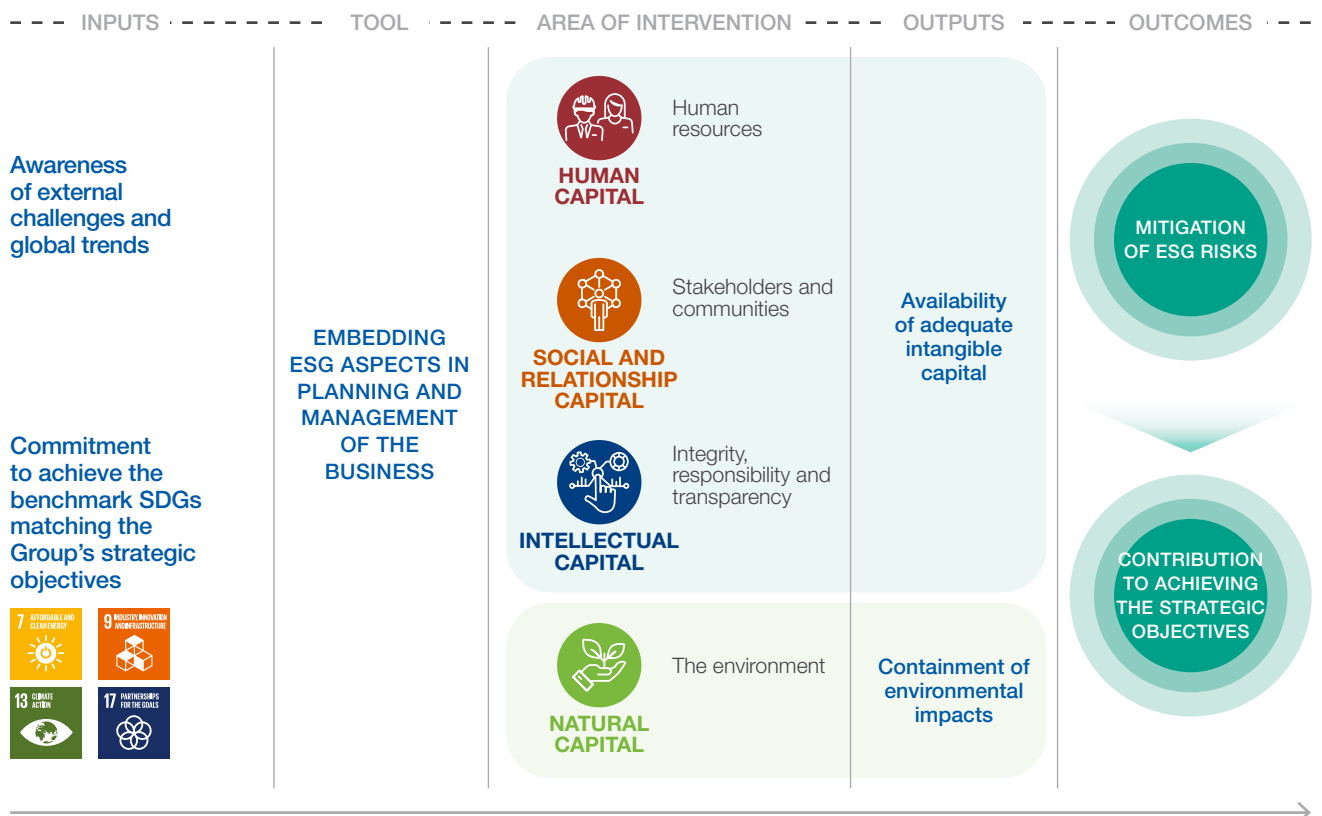 INPUTS
TOOL
AREA OF INTERVENTION
OUTPUTS
OUTCOMES
Awareness
of external
challenges and
global trends
Commitment
to achieve the
benchmark SDGs
matching the
Group's strategic
objectives
7 AFFORDABLE AND
CLEAN ENERGY
9 INDUSTRY, INNOVATION
AND INFRASTRUCTURE
13 CLIMATE
ACTION
17 PARTNERSHIPS
FOR THE GOALS
EMBEDDING
ESG ASPECTS IN
PLANNING AND
MANAGEMENT
OF THE
BUSINESS
HUMAN
CAPITAL
Human
resources
SOCIAL AND
RELATIONSHIP
CAPITAL
Stakeholders and
communities
INTELLECTUAL
CAPITAL
Integrity,
responsibility and
transparency
NATURAL
CAPITAL
The environment
Availability
of adequate
intangible
capital
Containment of
environmental
impacts
MITIGATION
OF ESG RISKS
CONTRIBUTION
TO ACHIEVING
THE STRATEGIC
OBJECTIVES